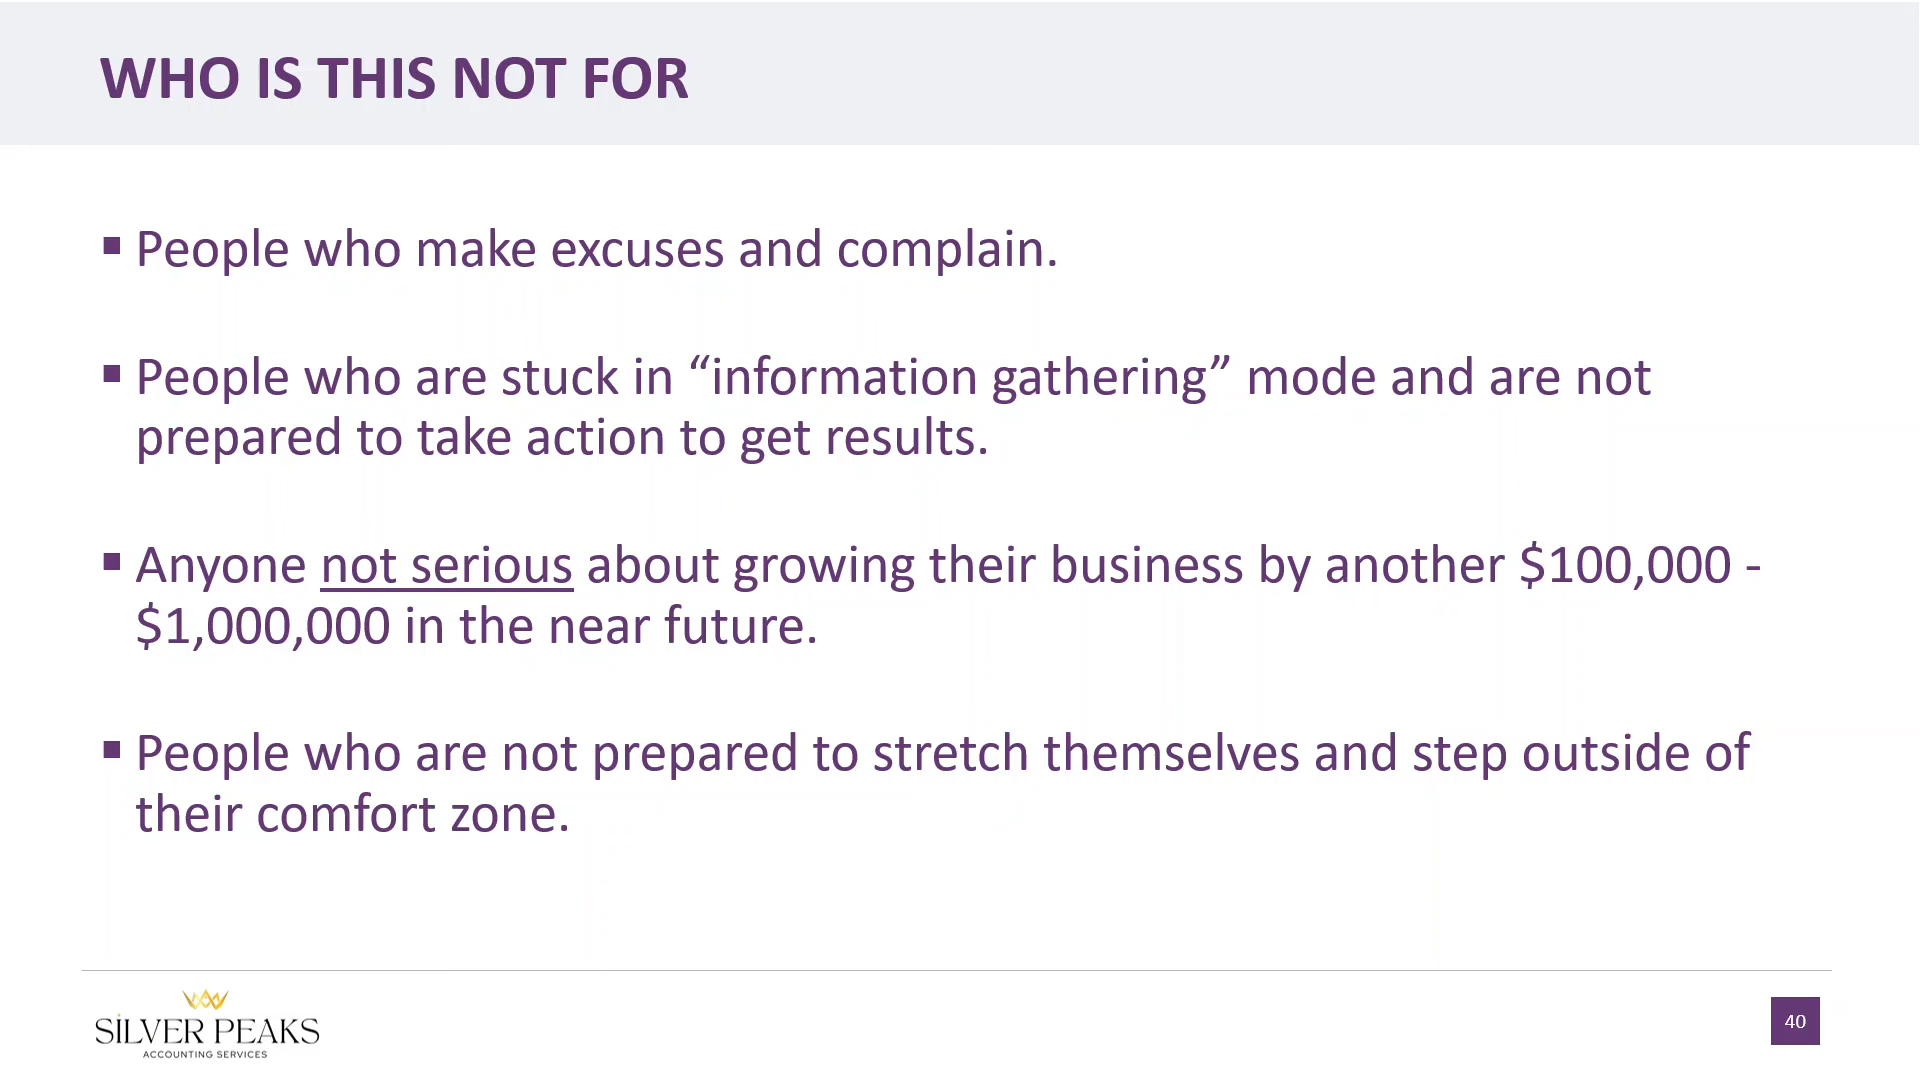 WHO IS THIS NOT FOR
▪ People who make excuses and complain.
▪ People who are stuck in “information gathering” mode and are not
prepared to take action to get results.
▪ Anyone not serious about growing their business by another $100,000 -
$1,000,000 in the near future.
▪ People who are not prepared to stretch themselves and step outside of
their comfort zone.
SILVER PEAKS
ACCOUNTING SERVICES
40